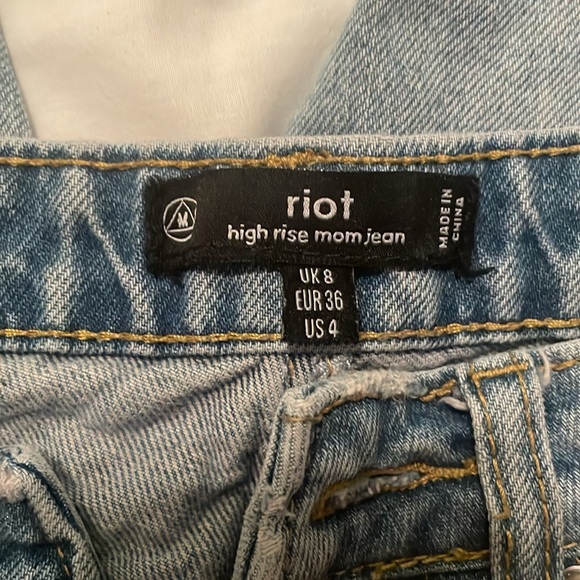 M
riot
high rise mom jean
MADE IN
CHINA
UK 8
EUR 36
US 4